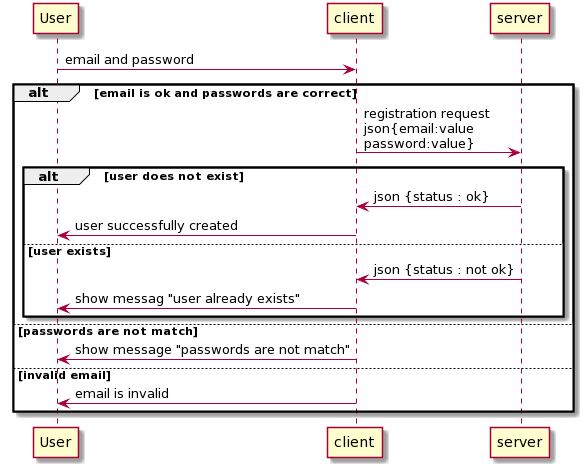 User client server
email and password
alt [email is ok and passwords are correct]
registration request
json{email:value
password:value}
alt [user does not exist]
json {status : ok}
user successfully created
[user exists]
json {status : not ok}
show messag "user already exists"
[passwords are not match]
show message "passwords are not match"
[invalid email]
email is invalid
User client server